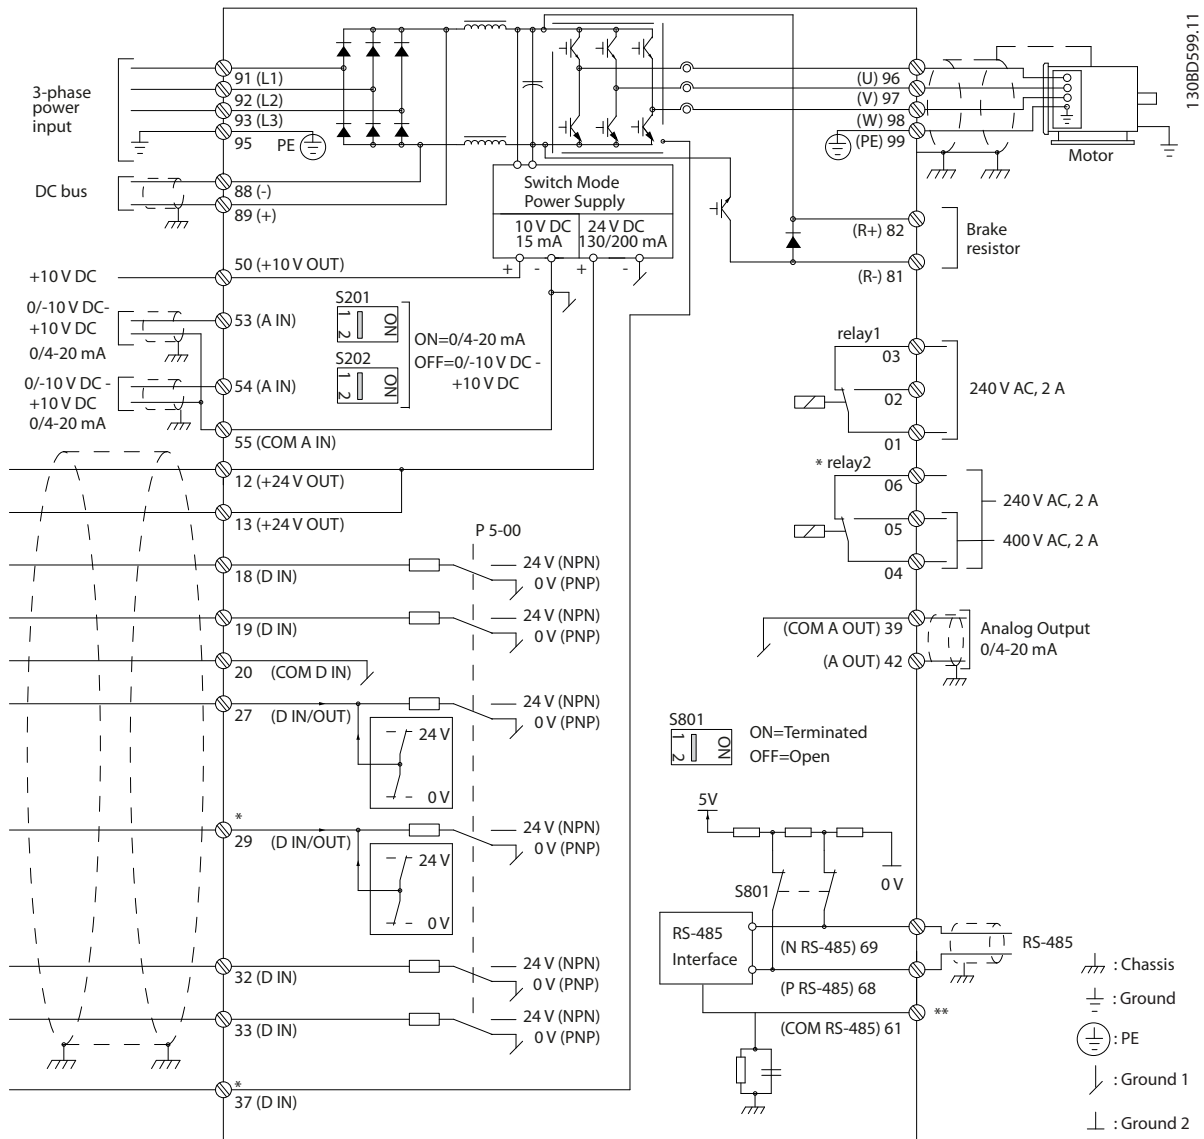 130BD599.11
3-phase
power
input
91 (L1)
92 (L2)
93 (L3)
95
PE
(U) 96
(V) 97
(W) 98
(PE) 99
Motor
DC bus
88 (-)
89 (+)
Switch Mode
Power Supply
10 V DC
15 mA
24 V DC
130/200 mA
+ - + -
(R+) 82
(R-) 81
Brake
resistor
+10 V DC
50 (+10 V OUT)
0/-10 V DC-
+10 V DC
0/4-20 mA
53 (A IN)
0/-10 V DC -
+10 V DC
0/4-20 mA
54 (A IN)
55 (COM A IN)
S201
1 2
ON
S202
1 2
ON
ON=0/4-20 mA
OFF=0/-10 V DC -
+10 V DC
relay1
03
02
01
240 V AC, 2 A
* relay2
06
05
04
240 V AC, 2 A
400 V AC, 2 A
12 (+24 V OUT)
13 (+24 V OUT)
P 5-00
18 (D IN)
24 V (NPN)
0 V (PNP)
19 (D IN)
24 V (NPN)
0 V (PNP)
20 (COM D IN)
27 (D IN/OUT)
24 V (NPN)
0 V (PNP)
24 V
0 V
*
29 (D IN/OUT)
24 V (NPN)
0 V (PNP)
24 V
0 V
32 (D IN)
24 V (NPN)
0 V (PNP)
33 (D IN)
24 V (NPN)
0 V (PNP)
*
37 (D IN)
(COM A OUT) 39
(A OUT) 42
Analog Output
0/4-20 mA
S801
1 2
ON
ON=Terminated
OFF=Open
5V
S801
0 V
RS-485
Interface
(N RS-485) 69
(P RS-485) 68
(COM RS-485) 61
**
RS-485
: Chassis
: Ground
: PE
: Ground 1
: Ground 2